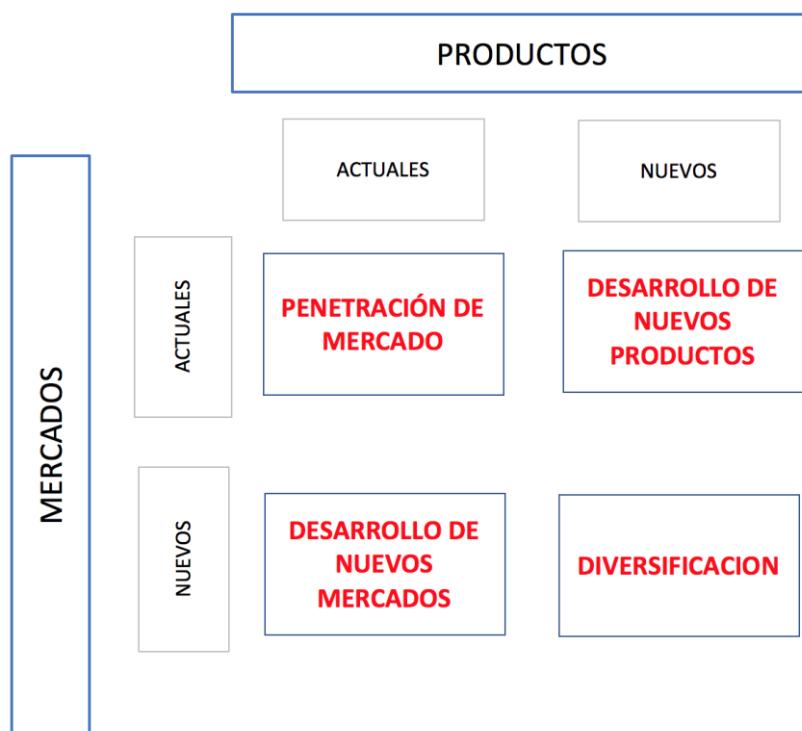 PRODUCTOS
ACTUALES
NUEVOS
MERCADOS
ACTUALES
PENETRACIÓN DE
MERCADO
DESARROLLO DE
NUEVOS
PRODUCTOS
NUEVOS
DESARROLLO DE
NUEVOS
MERCADOS
DIVERSIFICACION